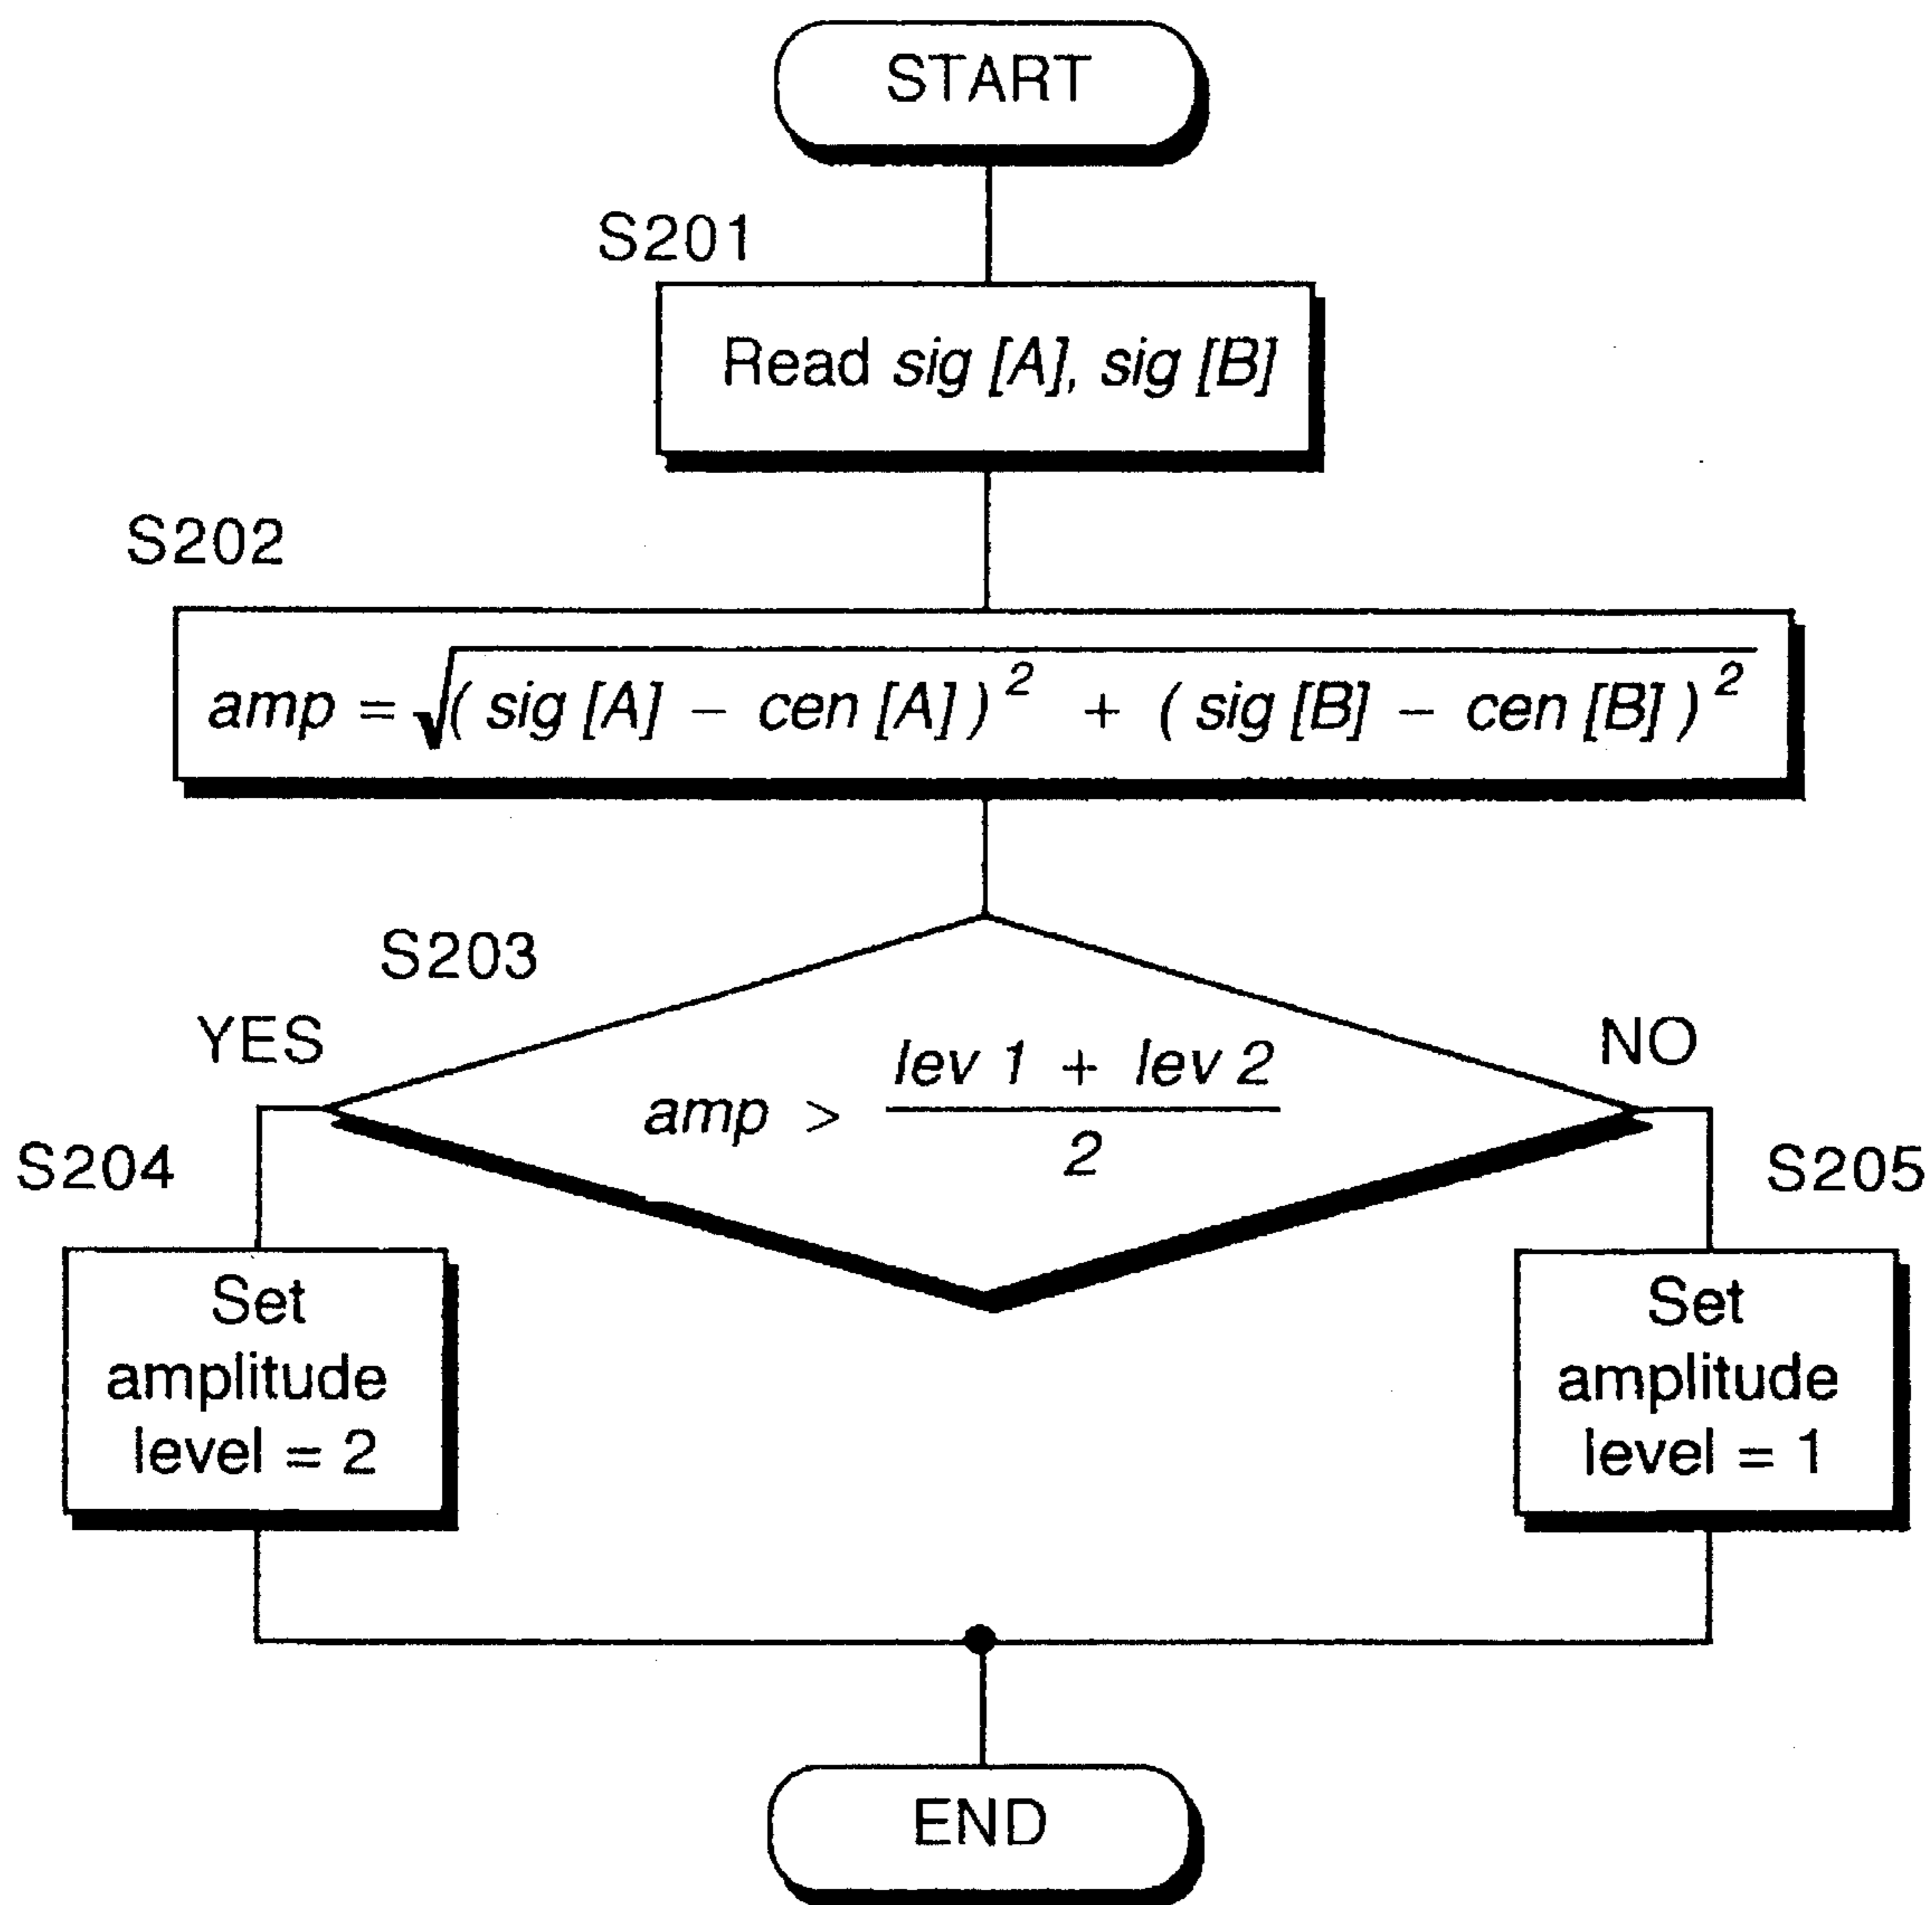 START
S201
Read sig [A], sig [B]
S202
amp = √( sig [A] − cen [A] ) ² + ( sig [B] − cen [B] ) ²
S203
YES
NO
lev 1 + lev 2
amp >
2
S204
S205
Set
amplitude
level = 2
Set
amplitude
level = 1
END